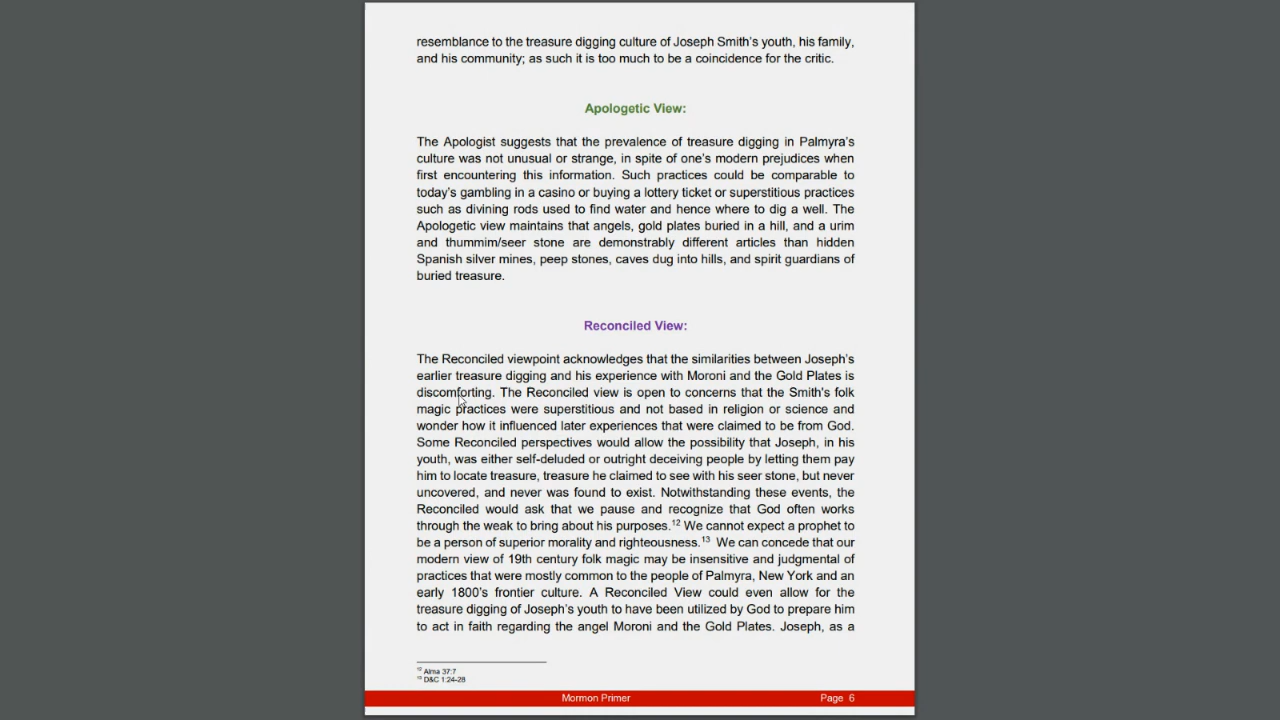 resemblance to the treasure digging culture of Joseph Smith's youth, his family,
and his community; as such it is too much to be a coincidence for the critic.
Apologetic View:
The Apologist suggests that the prevalence of treasure digging in Palmyra's
culture was not unusual or strange, in spite of one's modern prejudices when
first encountering this information. Such practices could be comparable to
today's gambling in a casino or buying a lottery ticket or superstitious practices
such as divining rods used to find water and hence where to dig a well. The
Apologetic view maintains that angels, gold plates buried in a hill, and a urim
and thummim/seer stone are demonstrably different articles than hidden
Spanish silver mines, peep stones, caves dug into hills, and spirit guardians of
buried treasure.
Reconciled View:
The Reconciled viewpoint acknowledges that the similarities between Joseph's
earlier treasure digging and his experience with Moroni and the Gold Plates is
discomforting. The Reconciled view is open to concerns that the Smith's folk
magic practices were superstitious and not based in religion or science and
wonder how it influenced later experiences that were claimed to be from God.
Some Reconciled perspectives would allow the possibility that Joseph, in his
youth, was either self-deluded or outright deceiving people by letting them pay
him to locate treasure, treasure he claimed to see with his seer stone, but never
uncovered, and never was found to exist. Notwithstanding these events, the
Reconciled would ask that we pause and recognize that God often works
through the weak to bring about his purposes.12 We cannot expect a prophet to
be a person of superior morality and righteousness.13 We can concede that our
modern view of 19th century folk magic may be insensitive and judgmental of
practices that were mostly common to the people of Palmyra, New York and an
early 1800's frontier culture. A Reconciled View could even allow for the
treasure digging of Joseph's youth to have been utilized by God to prepare him
to act in faith regarding the angel Moroni and the Gold Plates. Joseph, as a
12 Alma 37:7
13 D&C 1:24-28
Mormon Primer Page 6